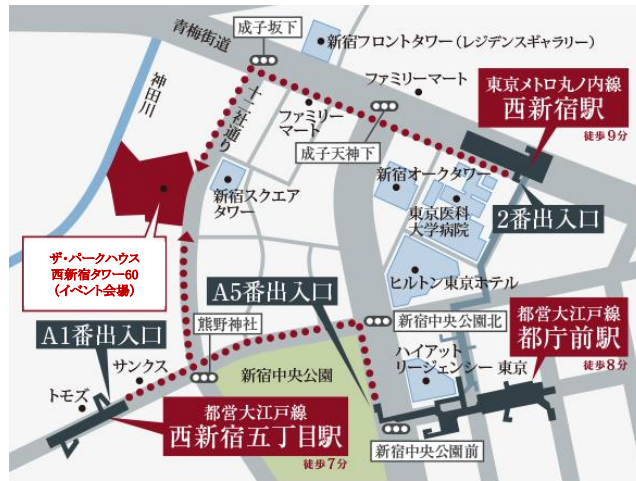 成子坂下
青梅街道
新宿フロントタワー(レジデンスギャラリー)
神田川
十二社通り
ファミリーマート
東京メトロ丸ノ内線
西新宿駅
徒歩9分
ファミリー
マート
成子天神下
新宿オークタワー
新宿スクエア
タワー
東京医科
大学病院
2番出入口
ザ・パークハウス
西新宿タワー60
(イベント会場)
ヒルトン東京ホテル
A5番出入口
A1番出入口
熊野神社
新宿中央公園北
都営大江戸線
都庁前駅
徒歩8分
サンクス
新宿中央公園
ハイアット
リージェンシー 東京
トモズ
都営大江戸線
西新宿五丁目駅
徒歩7分
新宿中央公園前